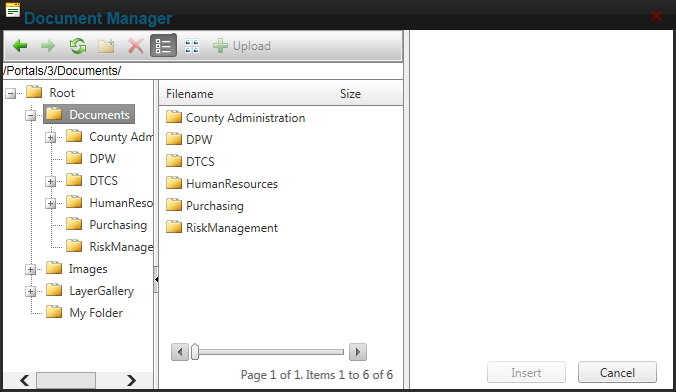 Document Manager
Upload
/Portals/3/Documents/
Root
Documents
County Adm
DPW
DTCS
HumanReso
Purchasing
RiskManage
Images
LayerGallery
My Folder
Filename Size
County Administration
DPW
DTCS
HumanResources
Purchasing
RiskManagement
Page 1 of 1. Items 1 to 6 of 6
Insert Cancel